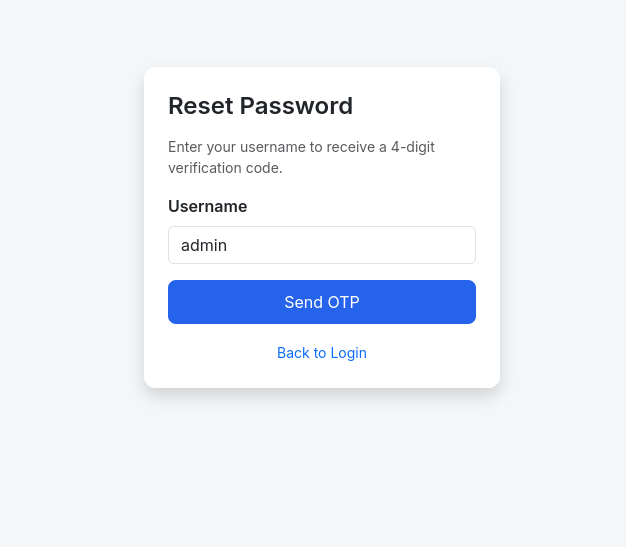 Reset Password
Enter your username to receive a 4-digit
verification code.
Username
admin
Send OTP
Back to Login